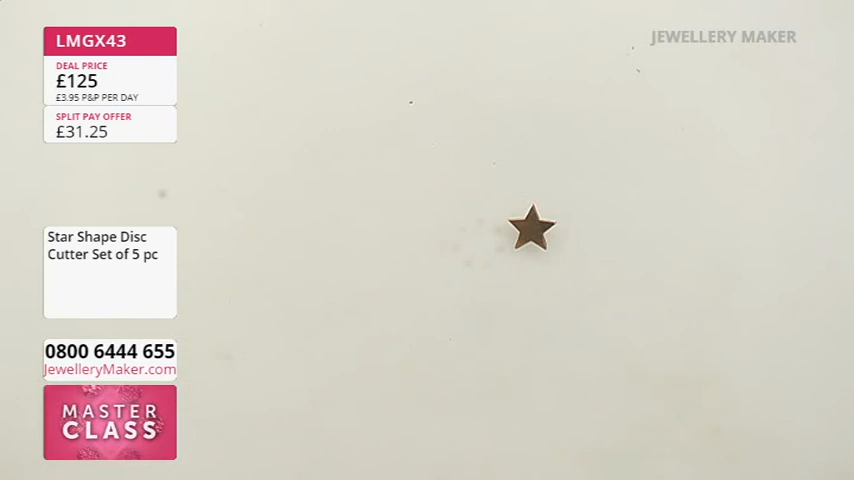 LMGX43
DEAL PRICE
£125
£3.95 P&P PER DAY
SPLIT PAY OFFER
£31.25
JEWELLERY MAKER
Star Shape Disc
Cutter Set of 5 pc
0800 6444 655
JewelleryMaker.com
MASTER
CLASS